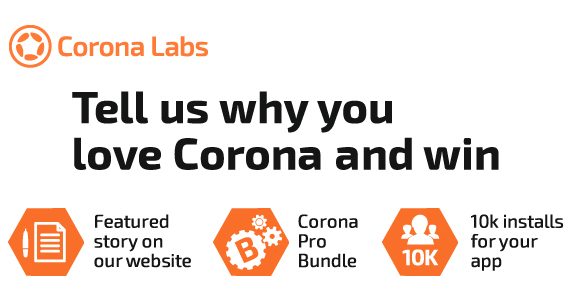 Corona Labs
Tell us why you
love Corona and win
Featured
story on
our website
B
Corona
Pro
Bundle
10K
10k installs
for your
app